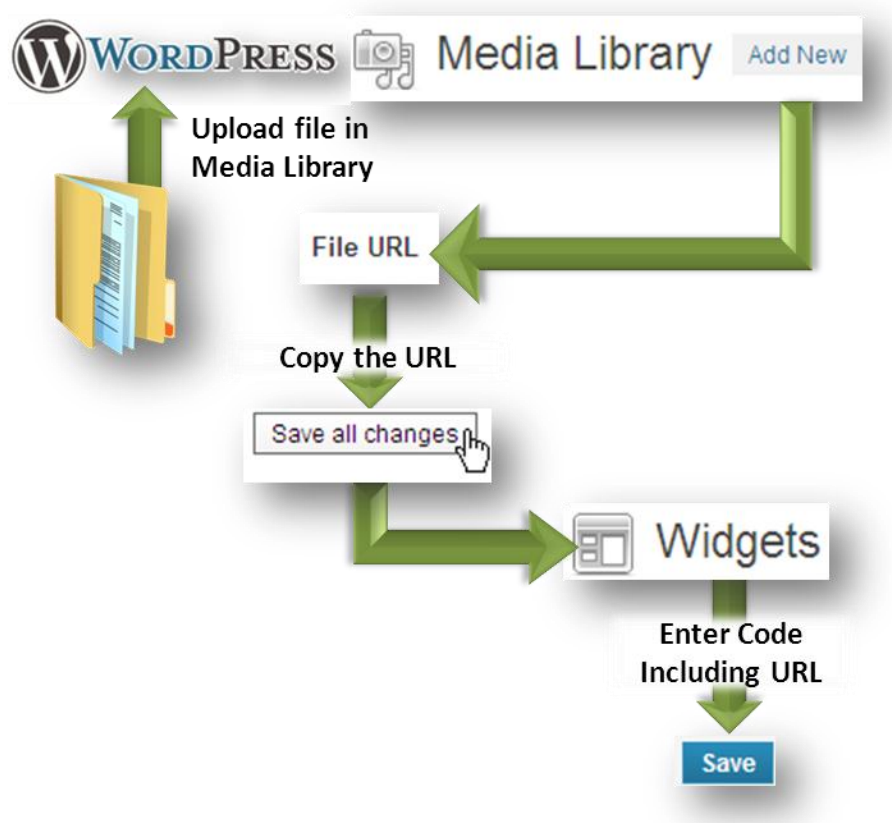 WORDPRESS Media Library Add New
Upload file in
Media Library
File URL
Copy the URL
Save all changes
Widgets
Enter Code
Including URL
Save